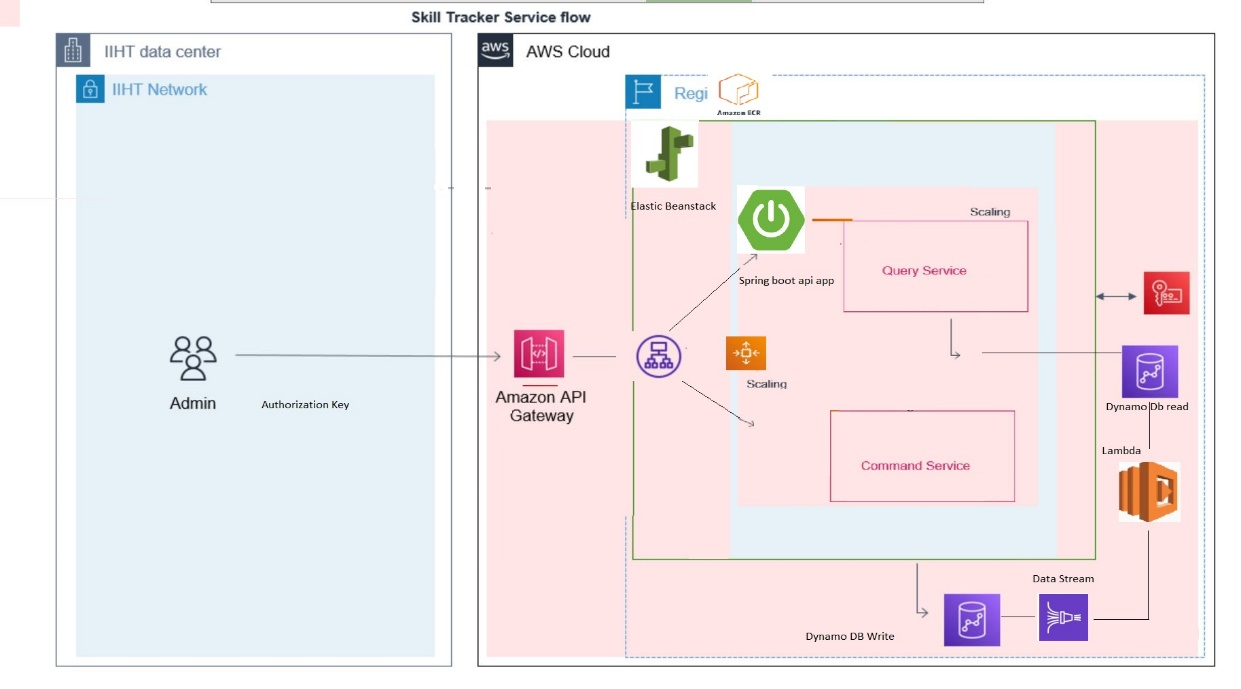 Skill Tracker Service flow
IIHT data center
aws
AWS Cloud
IIHT Network
Regi
Amazon ECR
Elastic Beanstack
Scaling
Query Service
Spring boot api app
Scaling
Admin
Authorization Key
Amazon API
Gateway
Dynamo Db read
Lambda
Command Service
Data Stream
Dynamo DB Write